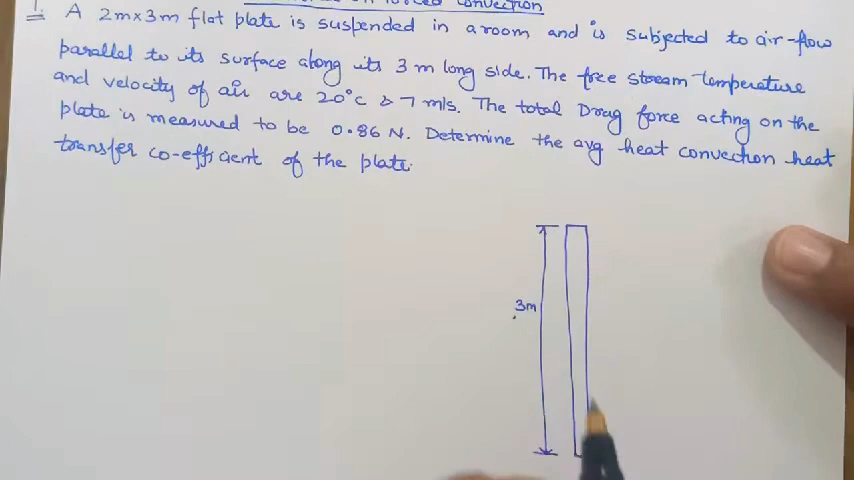 1. convection
A 2m×3m flat plate is suspended in a room and is subjected to air-flow
parallel to its surface along its 3m long side. The free stream temperature
and velocity of air are 20°c & 7 m/s. The total Drag force acting on the
plate is measured to be 0.86 N. Determine the avg heat convection heat
transfer co-efficient of the plate.
3m